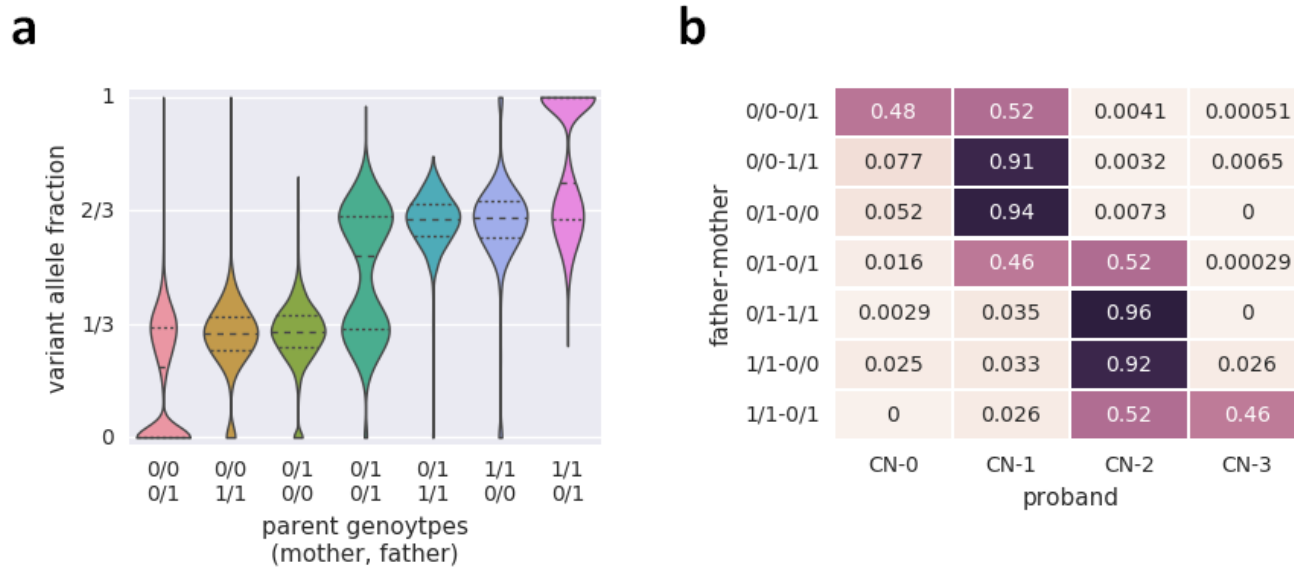 a
variant allele fraction
1
2/3
1/3
0
0/0 0/0 0/1 0/1 0/1 1/1 1/1
0/1 1/1 0/0 0/1 1/1 0/0 0/1
parent genoytpes
(mother, father)
b
father-mother
0/0-0/1 0.48 0.52 0.0041 0.00051
0/0-1/1 0.077 0.91 0.0032 0.0065
0/1-0/0 0.052 0.94 0.0073 0
0/1-0/1 0.016 0.46 0.52 0.00029
0/1-1/1 0.0029 0.035 0.96 0
1/1-0/0 0.025 0.033 0.92 0.026
1/1-0/1 0 0.026 0.52 0.46
CN-0 CN-1 CN-2 CN-3
proband